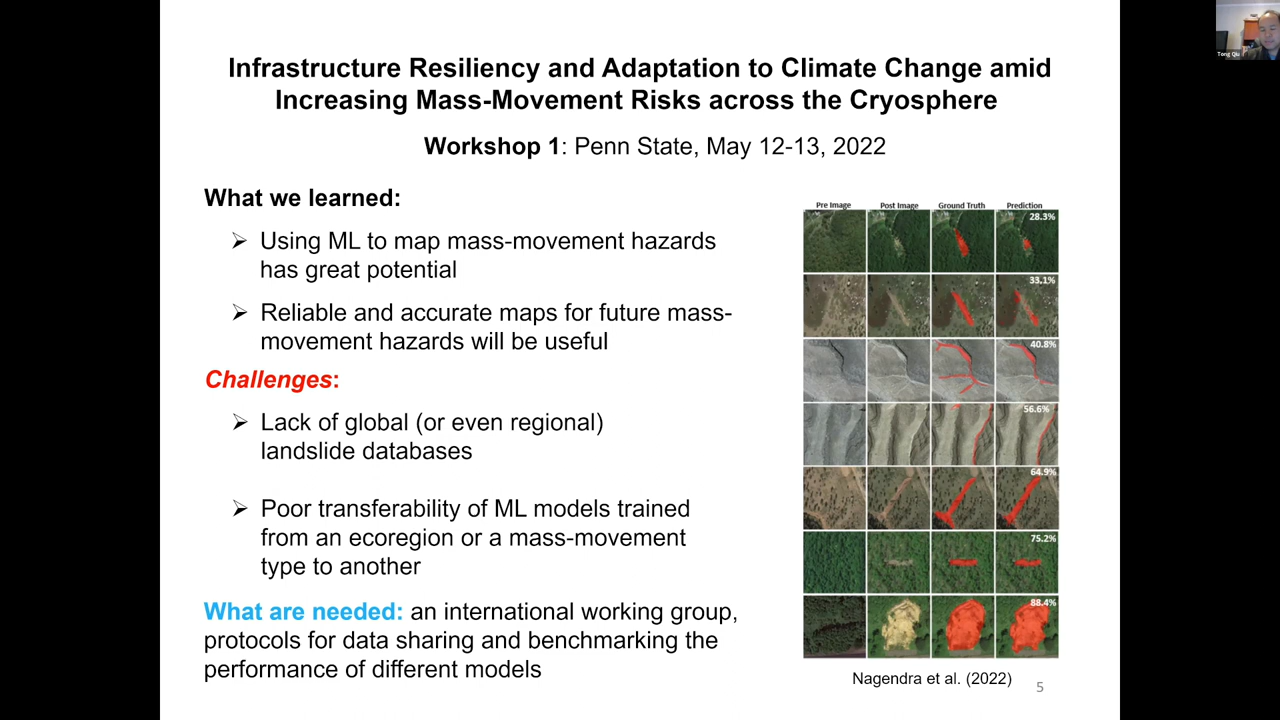 Infrastructure Resiliency and Adaptation to Climate Change amid
Increasing Mass-Movement Risks across the Cryosphere
Workshop 1: Penn State, May 12-13, 2022
What we learned:
➢ Using ML to map mass-movement hazards
has great potential
➢ Reliable and accurate maps for future mass-
movement hazards will be useful
Challenges:
➢ Lack of global (or even regional)
landslide databases
➢ Poor transferability of ML models trained
from an ecoregion or a mass-movement
type to another
What are needed: an international working group,
protocols for data sharing and benchmarking the
performance of different models
Pre Image Post Image Ground Truth Prediction
28.3%
33.1%
40.8%
56.6%
64.9%
75.2%
88.4%
Nagendra et al. (2022)
5
Tong Qiu